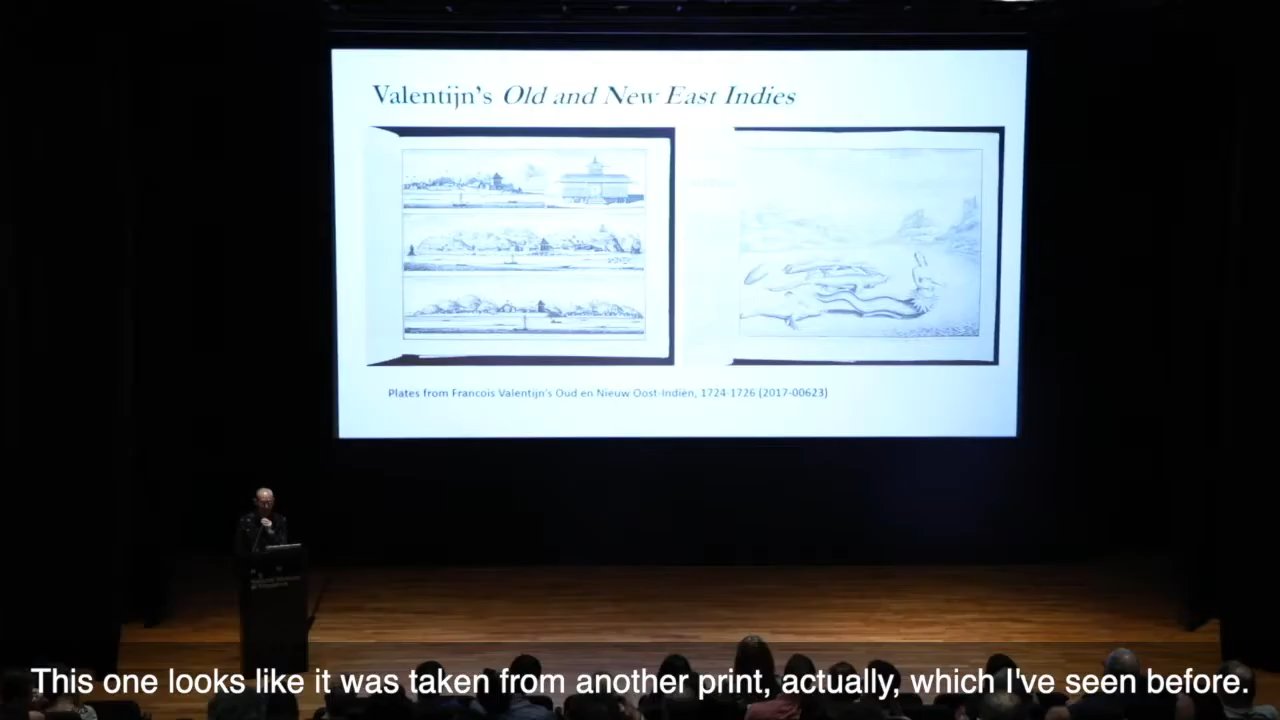 Valentijn's Old and New East Indies
Plates from Francois Valentijn's Oud en Nieuw Oost-Indiën, 1724-1726 (2017-00623)
This one looks like it was taken from another print, actually, which I've seen before.